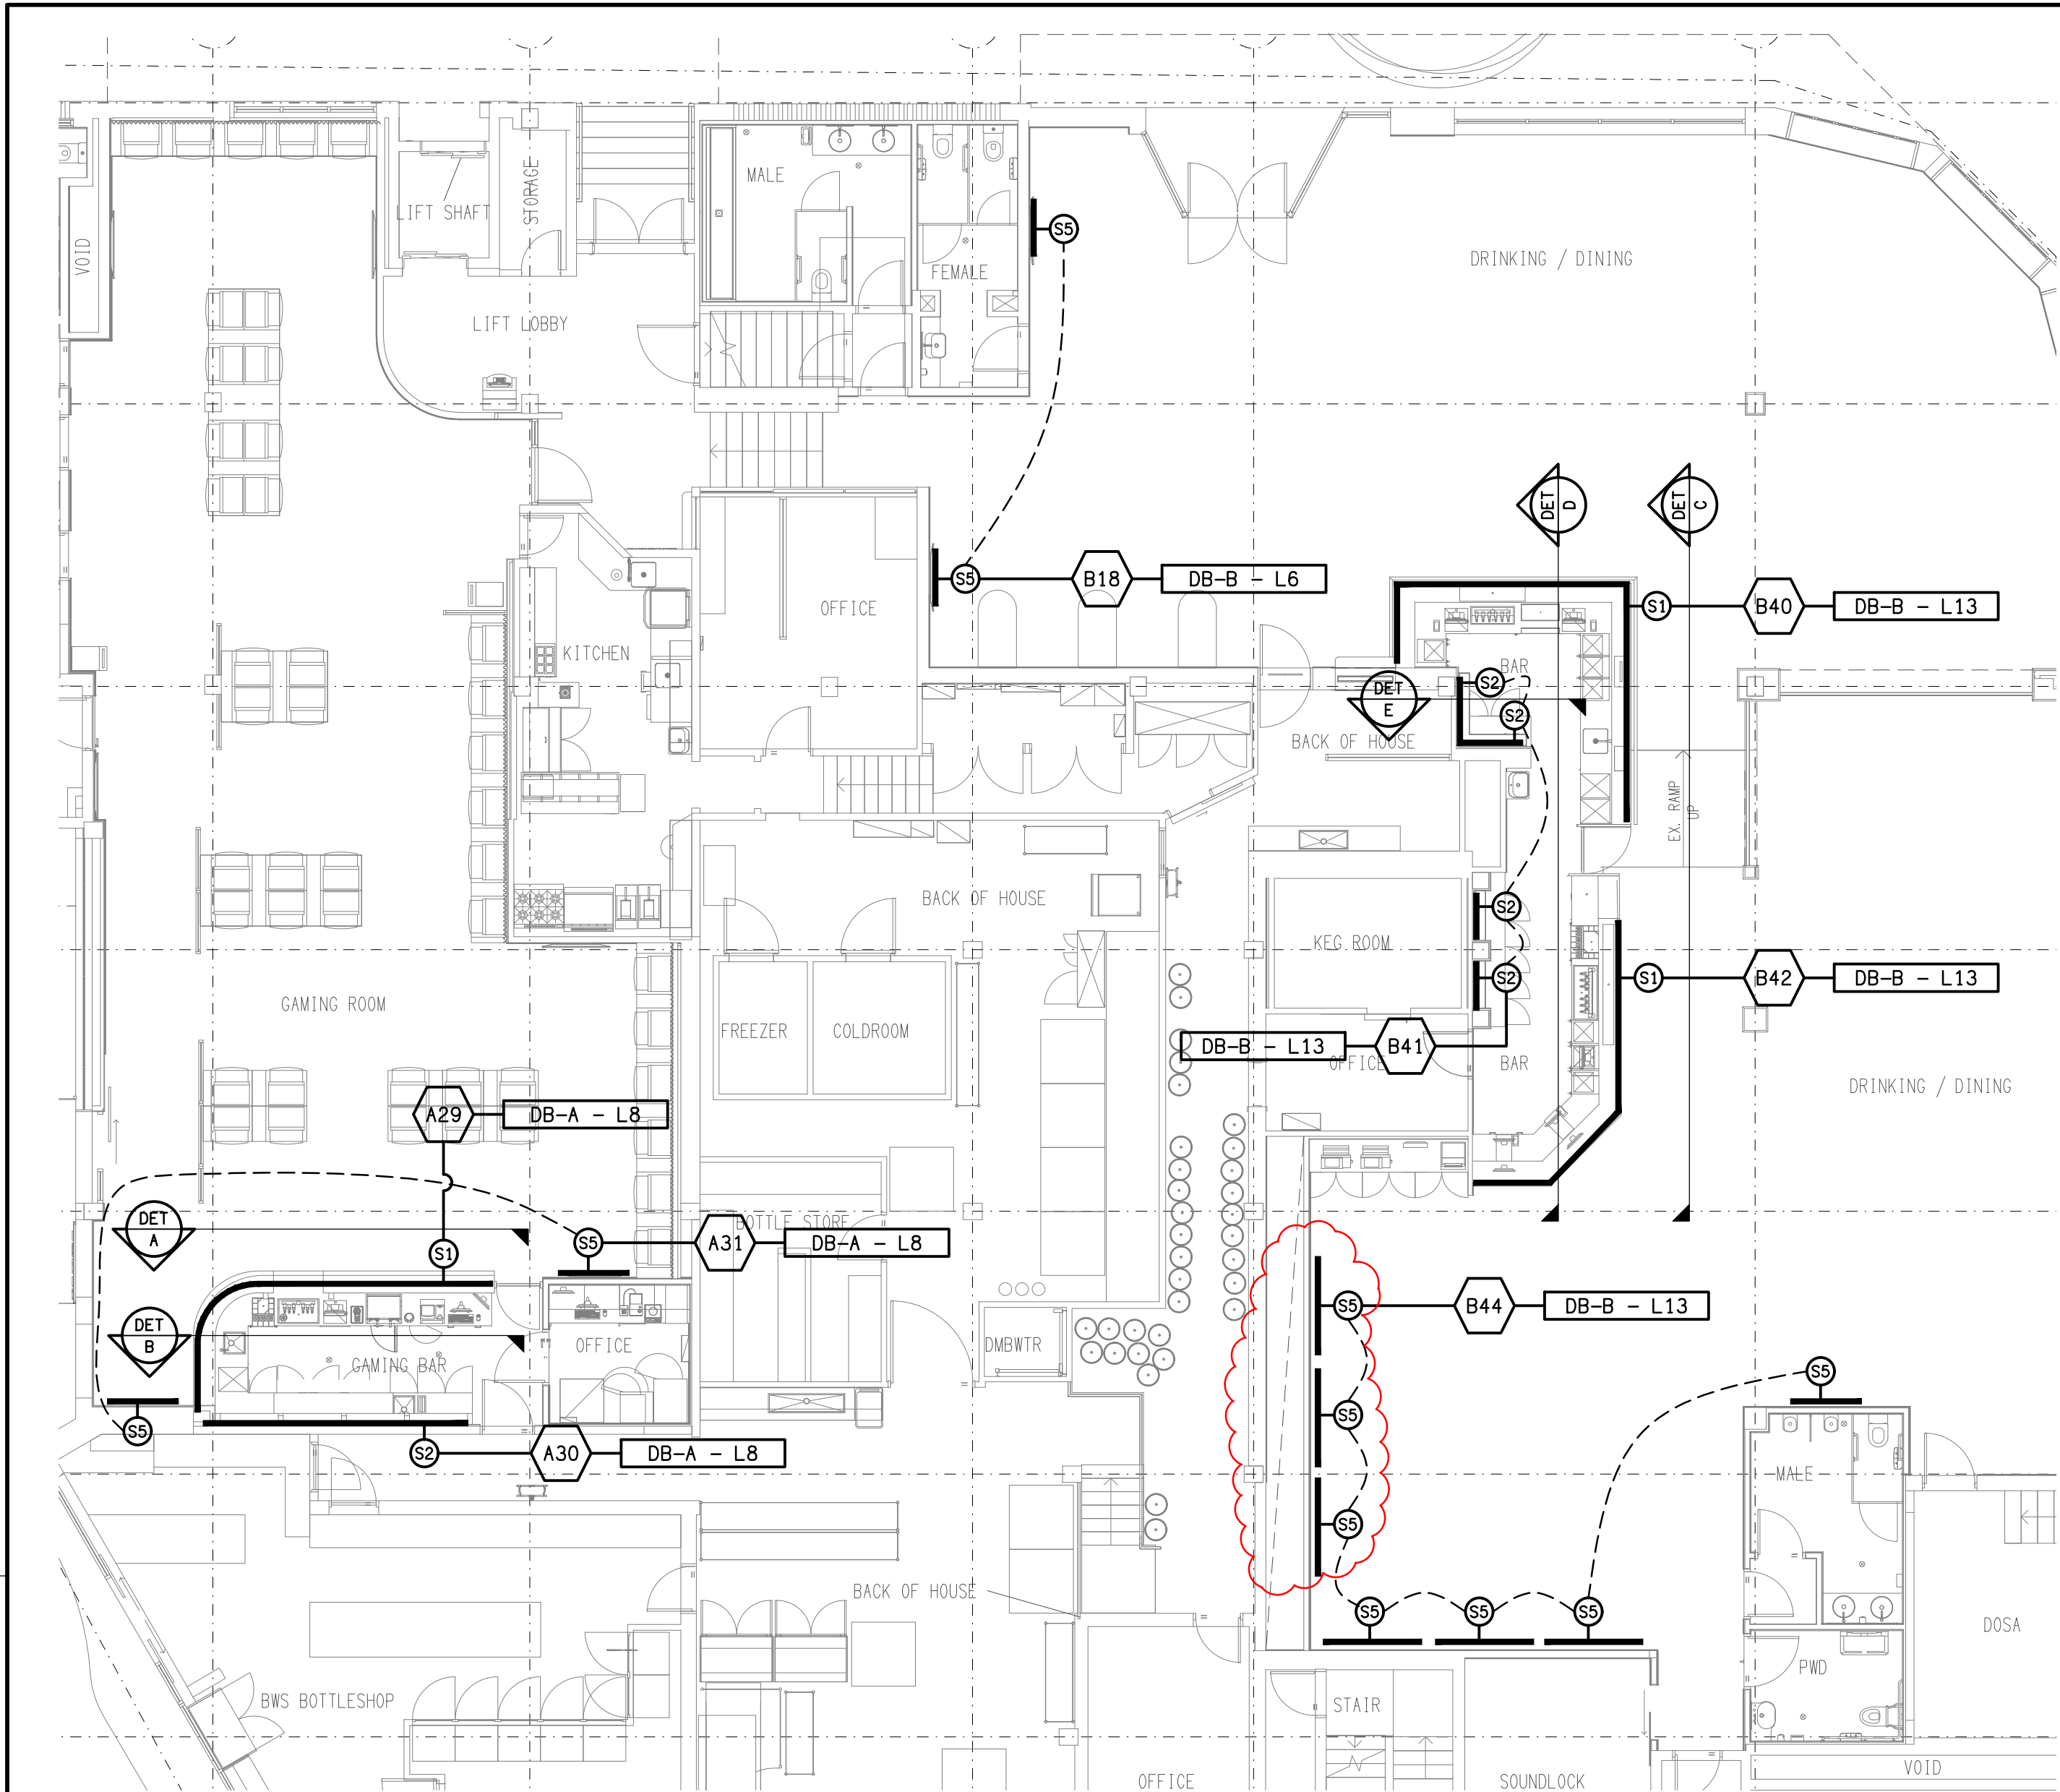 MALE
STORAGE
LIFT SHAFT
VOID
S5
FEMALE
DRINKING / DINING
LIFT LOBBY
DET
D
DET
C
S5
B18
DB-B - L6
OFFICE
S1
B40
DB-B - L13
KITCHEN
BAR
S2
DET
E
S2
BACK OF HOUSE
EX. RAMP
UP
BACK OF HOUSE
S2
KEG ROOM
S2
S1
B42
DB-B - L13
GAMING ROOM
FREEZER
COLDROOM
DB-B - L13
B41
OFFICE
BAR
DRINKING / DINING
A29
DB-A - L8
DET
A
BOTTLE STORE
S1
S5
A31
DB-A - L8
S5
B44
DB-B - L13
DET
B
GAMING BAR
OFFICE
DMBWTR
S5
S5
S5
S2
A30
DB-A - L8
MALE
S5
BACK OF HOUSE
S5
S5
S5
DOSA
PWD
BWS BOTTLESHOP
STAIR
OFFICE
SOUNDLOCK
VOID